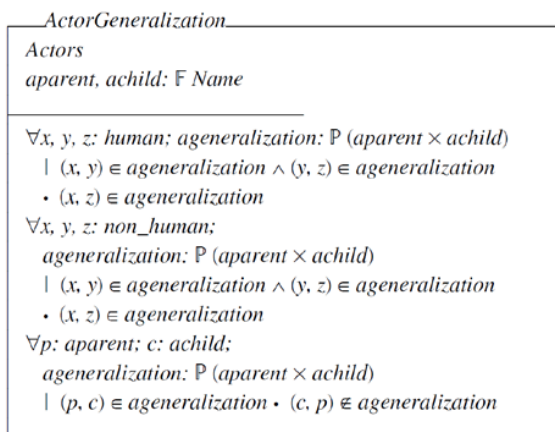 ActorGeneralization
Actors
aparent, achild: 𝔽 Name
∀x, y, z: human; ageneralization: ℙ (aparent × achild)
| (x, y) ∈ ageneralization ∧ (y, z) ∈ ageneralization
• (x, z) ∈ ageneralization
∀x, y, z: non_human;
ageneralization: ℙ (aparent × achild)
| (x, y) ∈ ageneralization ∧ (y, z) ∈ ageneralization
• (x, z) ∈ ageneralization
∀p: aparent; c: achild;
ageneralization: ℙ (aparent × achild)
| (p, c) ∈ ageneralization • (c, p) ∉ ageneralization